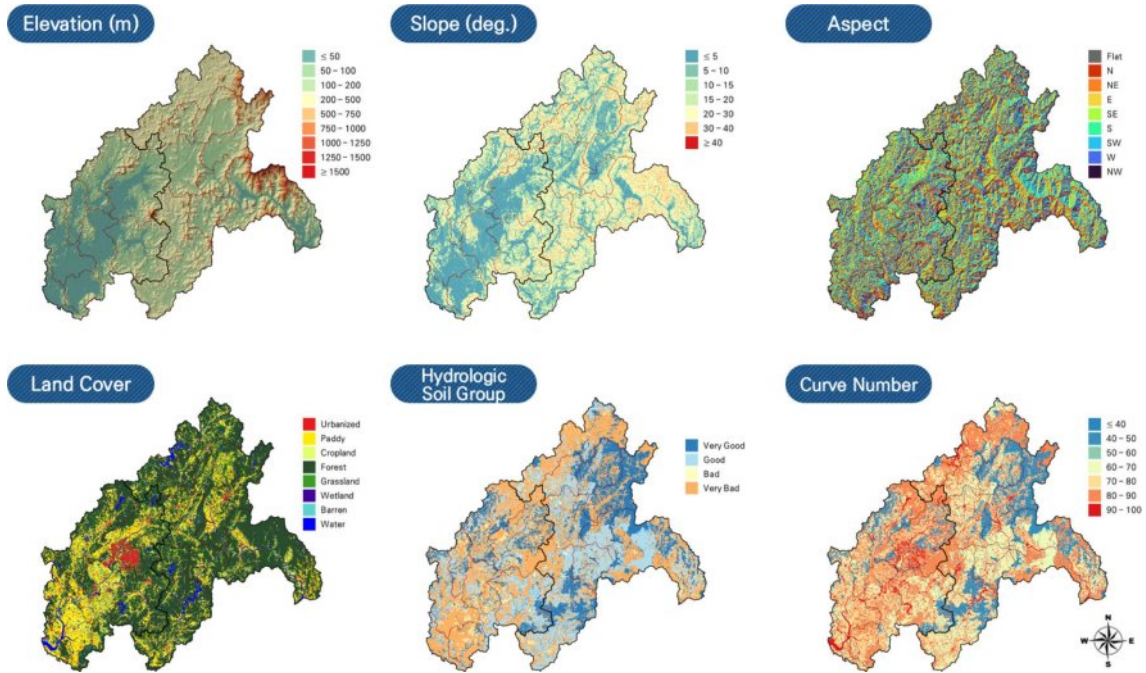 Elevation (m)
≤ 50
50 – 100
100 – 200
200 – 500
500 – 750
750 – 1000
1000 – 1250
1250 – 1500
≥ 1500
Slope (deg.)
≤ 5
5 – 10
10 – 15
15 – 20
20 – 30
30 – 40
≥ 40
Aspect
Flat
N
NE
E
SE
S
SW
W
NW
Land Cover
Urbanized
Paddy
Cropland
Forest
Grassland
Wetland
Barren
Water
Hydrologic
Soil Group
Very Good
Good
Bad
Very Bad
Curve Number
≤ 40
40 – 50
50 – 60
60 – 70
70 – 80
80 – 90
90 – 100
N
W E
S